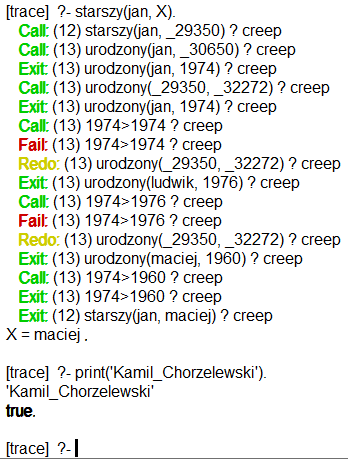 [trace]  ?- starszy(jan, X).
Call: (12) starszy(jan, _29350) ? creep
Call: (13) urodzony(jan, _30650) ? creep
Exit: (13) urodzony(jan, 1974) ? creep
Call: (13) urodzony(_29350, _32272) ? creep
Exit: (13) urodzony(jan, 1974) ? creep
Call: (13) 1974>1974 ? creep
Fail: (13) 1974>1974 ? creep
Redo: (13) urodzony(_29350, _32272) ? creep
Exit: (13) urodzony(ludwik, 1976) ? creep
Call: (13) 1974>1976 ? creep
Fail: (13) 1974>1976 ? creep
Redo: (13) urodzony(_29350, _32272) ? creep
Exit: (13) urodzony(maciej, 1960) ? creep
Call: (13) 1974>1960 ? creep
Exit: (13) 1974>1960 ? creep
Exit: (12) starszy(jan, maciej) ? creep
X = maciej .
[trace]  ?- print('Kamil_Chorzelewski').
'Kamil_Chorzelewski'
true.
[trace]  ?-